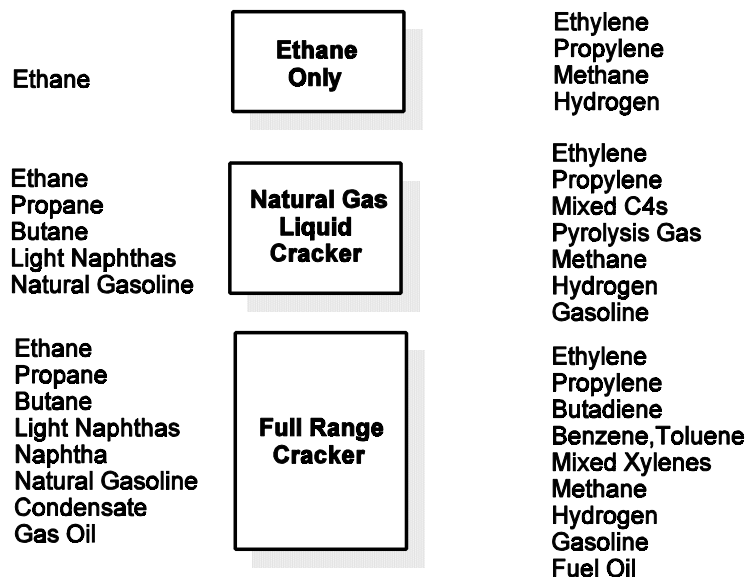 Ethane
Ethane
Only
Ethylene
Propylene
Methane
Hydrogen
Ethane
Propane
Butane
Light Naphthas
Natural Gasoline
Natural Gas
Liquid
Cracker
Ethylene
Propylene
Mixed C4s
Pyrolysis Gas
Methane
Hydrogen
Gasoline
Ethane
Propane
Butane
Light Naphthas
Naphtha
Natural Gasoline
Condensate
Gas Oil
Full Range
Cracker
Ethylene
Propylene
Butadiene
Benzene,Toluene
Mixed Xylenes
Methane
Hydrogen
Gasoline
Fuel Oil